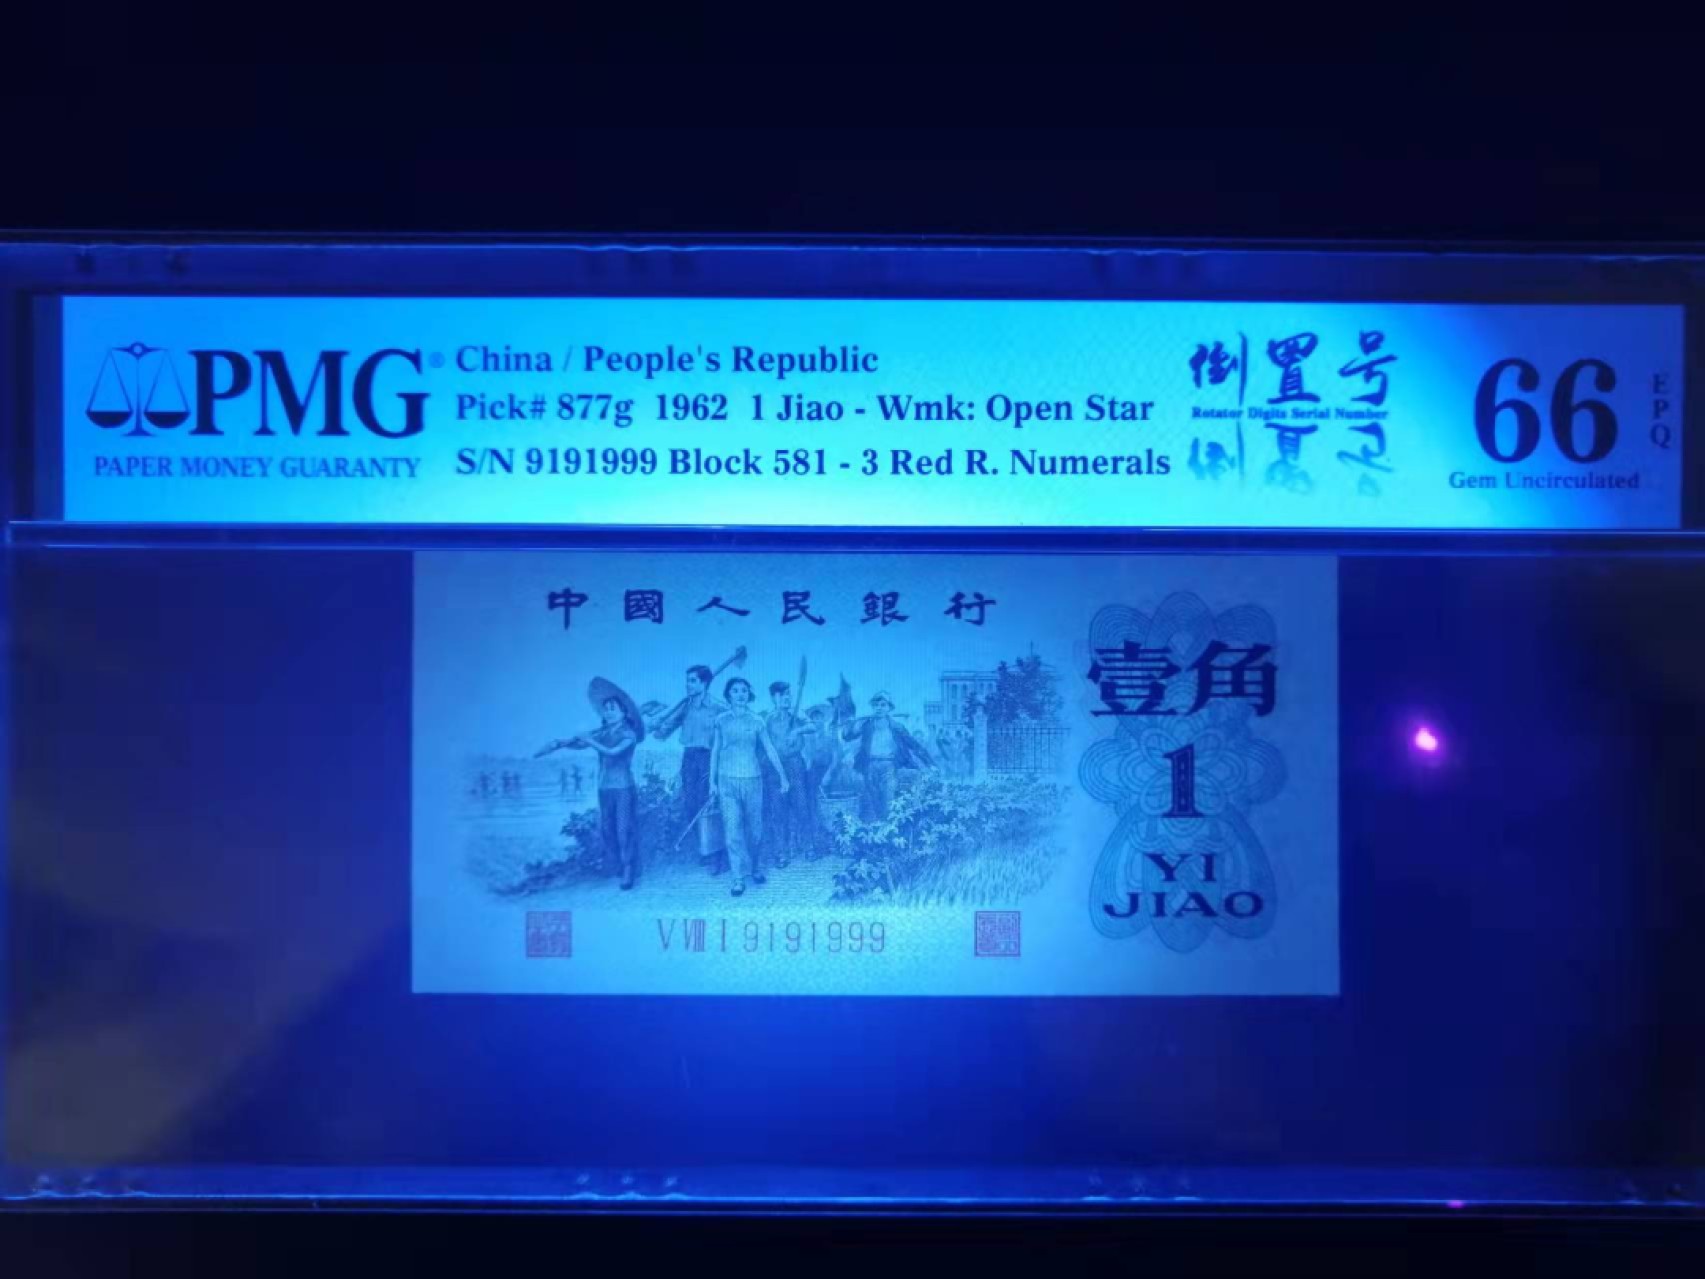 PMG®
PAPER MONEY GUARANTY
China / People's Republic
Pick# 877g 1962 1 Jiao - Wmk: Open Star
S/N 9191999 Block 581 - 3 Red R. Numerals
倒置号
Rotator Digits Serial Number
66
EPQ
Gem Uncirculated
中國人民銀行
壹角
1
YI
JIAO
V VIII I 9191999